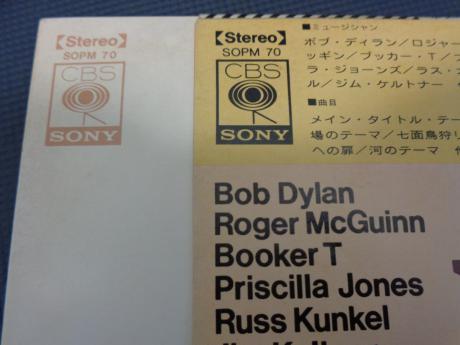 【Stereo】
SOPM 70
CBS
SONY
【Stereo】
SOPM 70
CBS
SONY
■ミュージシャン
ボブ・ディラン/ロジャー
ッギン/ブッカー・T/プ
ラ・ジョーンズ/ラス・
ル/ジム・ケルトナー
■曲目
メイン・タイトル・テー
場のテーマ/七面鳥狩り
への扉/河のテーマ
Bob Dylan
Roger McGuinn
Booker T
Priscilla Jones
Russ Kunkel